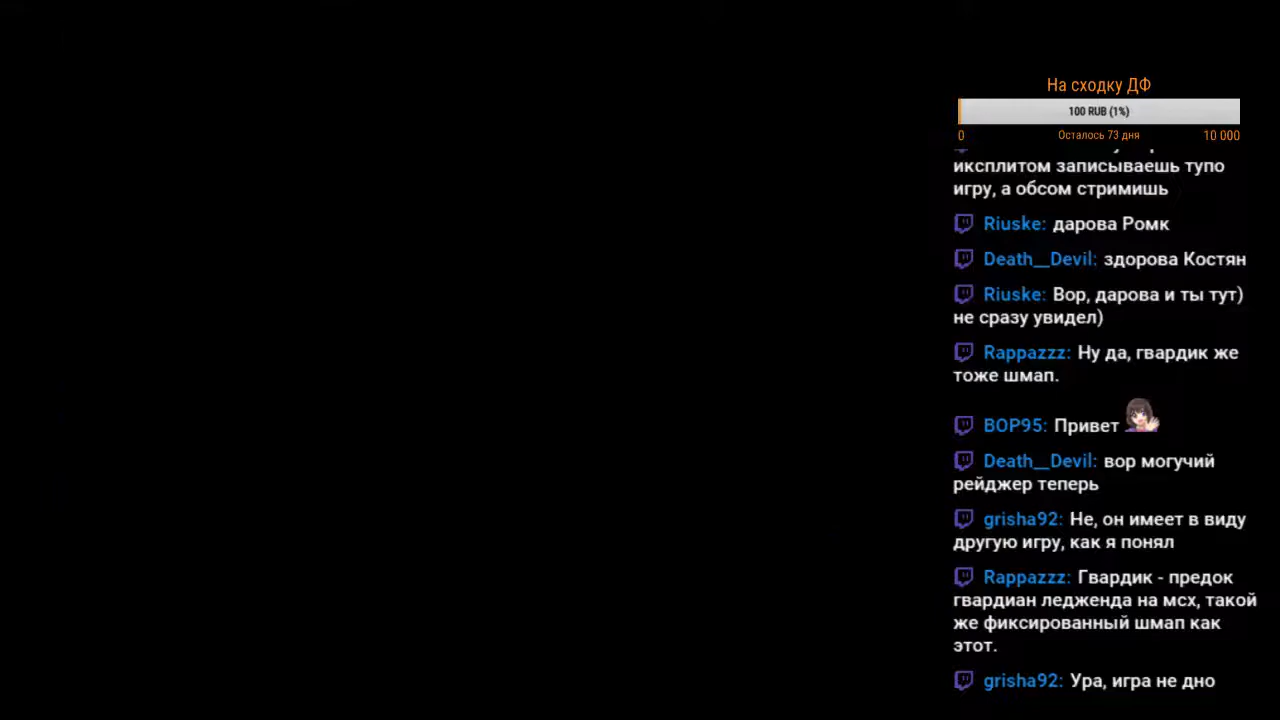 На сходку ДФ
100 RUB (1%)
0 Осталось 73 дня 10 000
иксплитом записываешь тупо
игру, а обсом стримишь
Riuske: дарова Ромк
Death__Devil: здорова Костян
Riuske: Вор, дарова и ты тут)
не сразу увидел)
Rappazzz: Ну да, гвардик же
тоже шмап.
BOP95: Привет
Death__Devil: вор могучий
рейджер теперь
grisha92: Не, он имеет в виду
другую игру, как я понял
Rappazzz: Гвардик - предок
гвардиан ледженда на мсх, такой
же фиксированный шмап как
этот.
grisha92: Ура, игра не дно